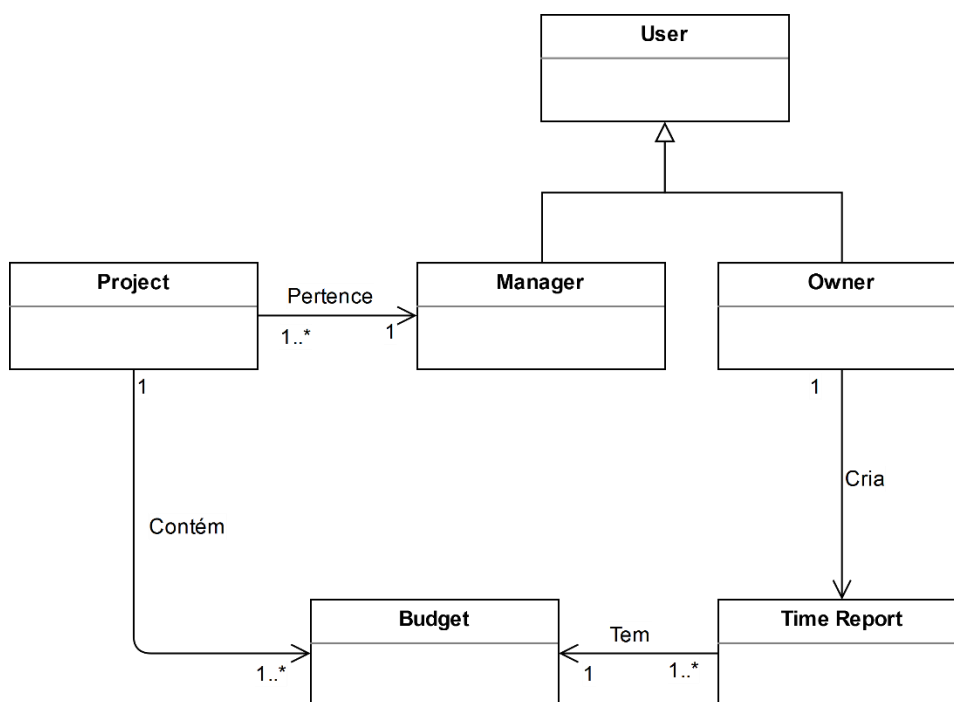 User
Project
Manager
Owner
Pertence
1..*
1
1
1
Cria
Contém
Budget
Time Report
Tem
1..*
1
1..*